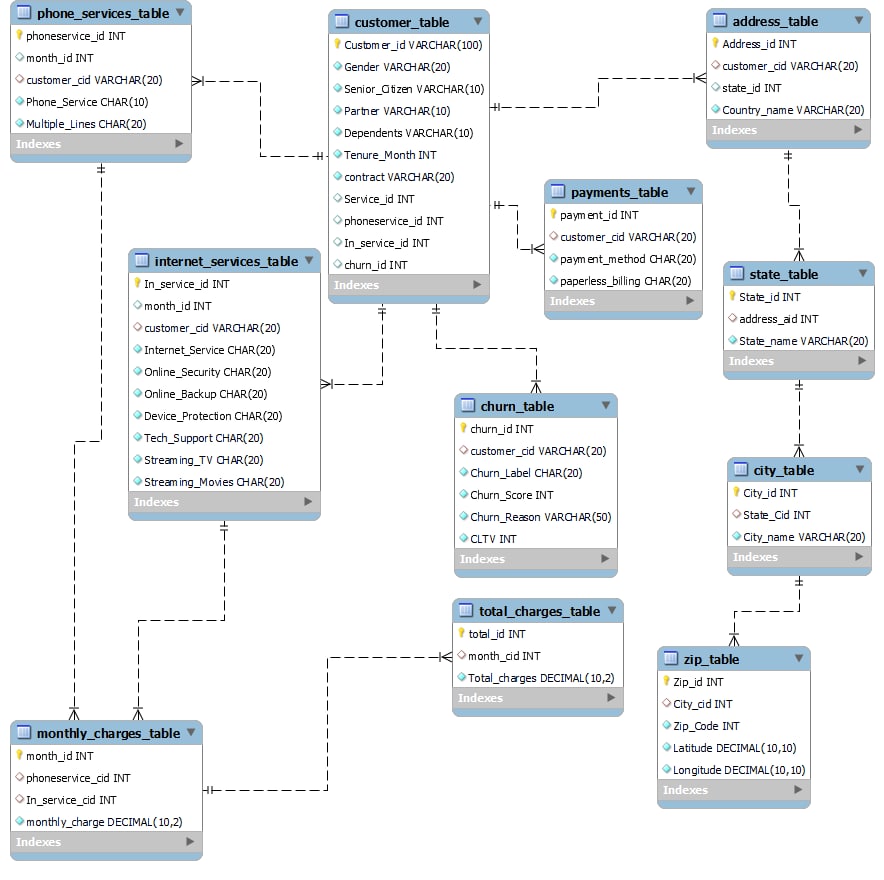 phone_services_table
phoneservice_id INT
month_id INT
customer_cid VARCHAR(20)
Phone_Service CHAR(10)
Multiple_Lines CHAR(20)
Indexes
customer_table
Customer_id VARCHAR(100)
Gender VARCHAR(20)
Senior_Citizen VARCHAR(10)
Partner VARCHAR(10)
Dependents VARCHAR(10)
Tenure_Month INT
contract VARCHAR(20)
Service_id INT
phoneservice_id INT
In_service_id INT
churn_id INT
Indexes
address_table
Address_id INT
customer_cid VARCHAR(20)
state_id INT
Country_name VARCHAR(20)
Indexes
payments_table
payment_id INT
customer_cid VARCHAR(20)
payment_method CHAR(20)
paperless_billing CHAR(20)
Indexes
internet_services_table
In_service_id INT
month_id INT
customer_cid VARCHAR(20)
Internet_Service CHAR(20)
Online_Security CHAR(20)
Online_Backup CHAR(20)
Device_Protection CHAR(20)
Tech_Support CHAR(20)
Streaming_TV CHAR(20)
Streaming_Movies CHAR(20)
Indexes
state_table
State_id INT
address_aid INT
State_name VARCHAR(20)
Indexes
churn_table
churn_id INT
customer_cid VARCHAR(20)
Churn_Label CHAR(20)
Churn_Score INT
Churn_Reason VARCHAR(50)
CLTV INT
Indexes
city_table
City_id INT
State_Cid INT
City_name VARCHAR(20)
Indexes
total_charges_table
total_id INT
month_cid INT
Total_charges DECIMAL(10,2)
Indexes
zip_table
Zip_id INT
City_cid INT
Zip_Code INT
Latitude DECIMAL(10,10)
Longitude DECIMAL(10,10)
Indexes
monthly_charges_table
month_id INT
phoneservice_cid INT
In_service_cid INT
monthly_charge DECIMAL(10,2)
Indexes